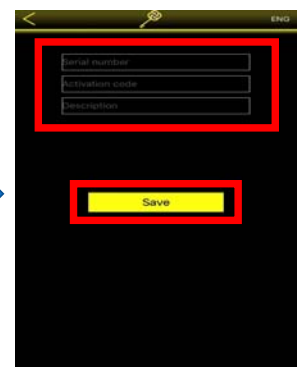 <
ENG
Serial number
Activation code
Description
Save